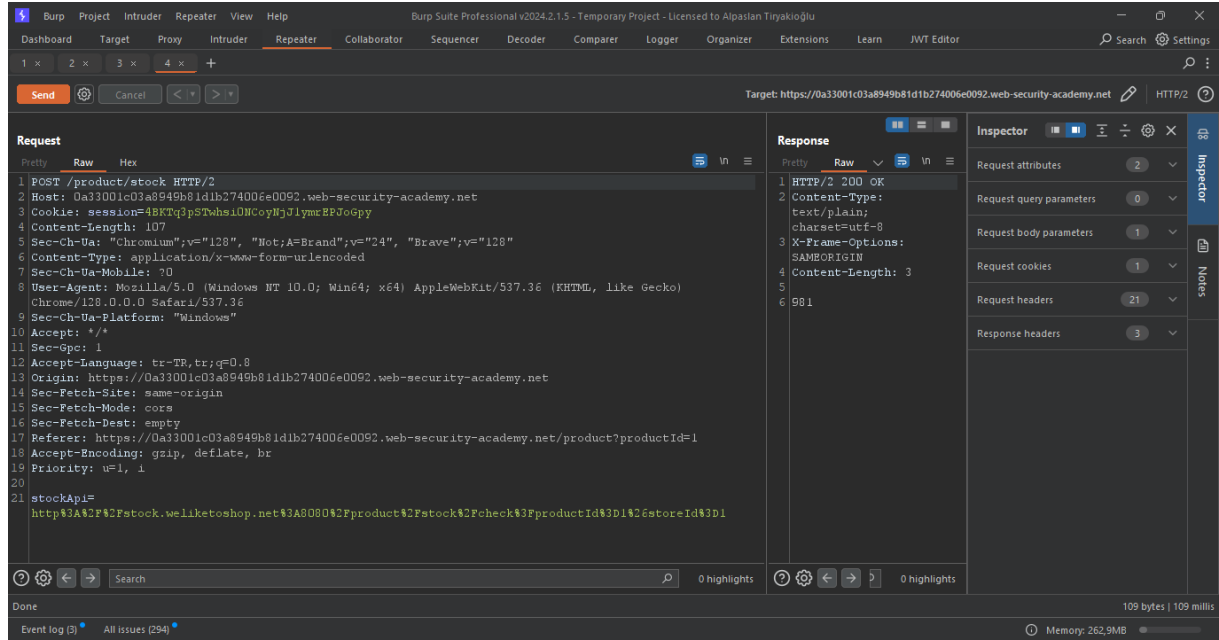 Burp Project Intruder Repeater View Help Burp Suite Professional v2024.2.1.5 - Temporary Project - Licensed to Alpaslan Tiryakioğlu
Dashboard Target Proxy Intruder Repeater Collaborator Sequencer Decoder Comparer Logger Organizer Extensions Learn JWT Editor Search Settings
1 × 2 × 3 × 4 × +
Send Cancel < > Target: https://0a33001c03a8949b81d1b274006e0092.web-security-academy.net HTTP/2
Request
Pretty Raw Hex \n
1 POST /product/stock HTTP/2
2 Host: 0a33001c03a8949b81d1b274006e0092.web-security-academy.net
3 Cookie: session=4BKTq3pSTwhsi0NCoyNjJlymrEPJoGpy
4 Content-Length: 107
5 Sec-Ch-Ua: "Chromium";v="128", "Not;A=Brand";v="24", "Brave";v="128"
6 Content-Type: application/x-www-form-urlencoded
7 Sec-Ch-Ua-Mobile: ?0
8 User-Agent: Mozilla/5.0 (Windows NT 10.0; Win64; x64) AppleWebKit/537.36 (KHTML, like Gecko)
Chrome/128.0.0.0 Safari/537.36
9 Sec-Ch-Ua-Platform: "Windows"
10 Accept: */*
11 Sec-Gpc: 1
12 Accept-Language: tr-TR,tr;q=0.8
13 Origin: https://0a33001c03a8949b81d1b274006e0092.web-security-academy.net
14 Sec-Fetch-Site: same-origin
15 Sec-Fetch-Mode: cors
16 Sec-Fetch-Dest: empty
17 Referer: https://0a33001c03a8949b81d1b274006e0092.web-security-academy.net/product?productId=1
18 Accept-Encoding: gzip, deflate, br
19 Priority: u=1, i
20
21 stockApi=
http%3A%2F%2Fstock.weliketoshop.net%3A8080%2Fproduct%2Fstock%2Fcheck%3FproductId%3D1%26storeId%3D1
Search 0 highlights
Response
Pretty Raw \n
1 HTTP/2 200 OK
2 Content-Type:
text/plain;
charset=utf-8
3 X-Frame-Options:
SAMEORIGIN
4 Content-Length: 3
5
6 981
0 highlights
Inspector
Request attributes 2
Request query parameters 0
Request body parameters 1
Request cookies 1
Request headers 21
Response headers 3
Inspector
Notes
Done 109 bytes | 109 millis
Event log (3) All issues (294) Memory: 262,9MB